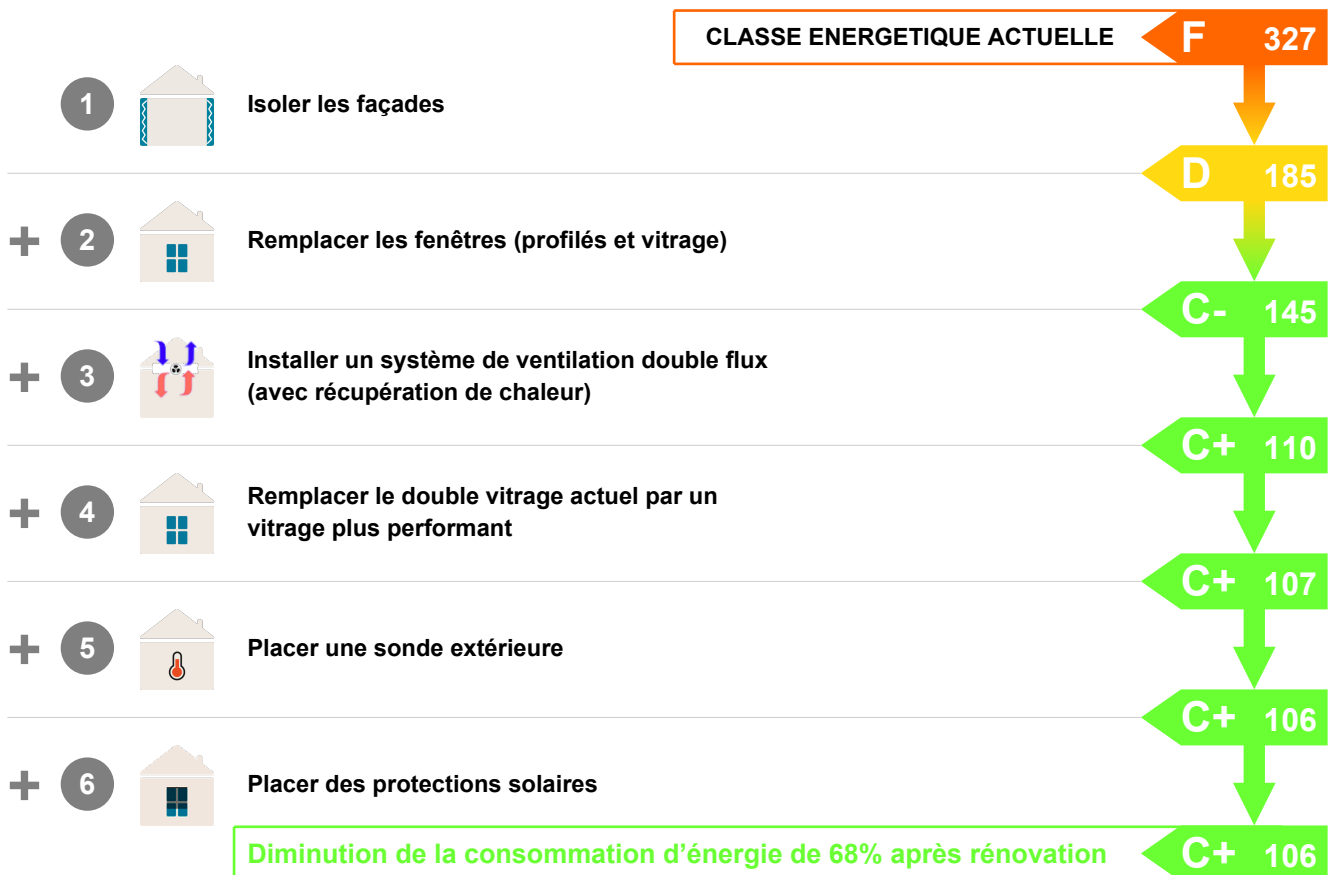 CLASSE ENERGETIQUE ACTUELLE F 327
1 Isoler les façades
D 185
+ 2 Remplacer les fenêtres (profilés et vitrage)
C- 145
+ 3 Installer un système de ventilation double flux
(avec récupération de chaleur)
C+ 110
+ 4 Remplacer le double vitrage actuel par un
vitrage plus performant
C+ 107
+ 5 Placer une sonde extérieure
C+ 106
+ 6 Placer des protections solaires
Diminution de la consommation d’énergie de 68% après rénovation C+ 106